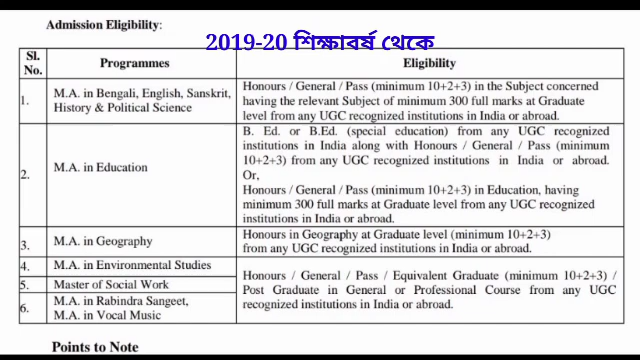 Admission Eligibility:
2019-20 শিক্ষাবর্ষ থেকে
Sl. No. Programmes Eligibility
1. M.A. in Bengali, English, Sanskrit, History & Political Science
Honours / General / Pass (minimum 10+2+3) in the Subject concerned
having the relevant Subject of minimum 300 full marks at Graduate
level from any UGC recognized institutions in India or abroad.
2. M.A. in Education
B. Ed. or B.Ed. (special education) from any UGC recognized
institutions in India along with Honours / General / Pass (minimum
10+2+3) from any UGC recognized institutions in India or abroad.
Or,
Honours / General / Pass (minimum 10+2+3) in Education, having
minimum 300 full marks at Graduate level from any UGC recognized
institutions in India or abroad.
3. M.A. in Geography
Honours in Geography at Graduate level (minimum 10+2+3)
from any UGC recognized institutions in India or abroad.
4. M.A. in Environmental Studies
5. Master of Social Work
6. M.A. in Rabindra Sangeet,
M.A. in Vocal Music
Honours / General / Pass / Equivalent Graduate (minimum 10+2+3) /
Post Graduate in General or Professional Course from any UGC
recognized institutions in India or abroad.
Points to Note